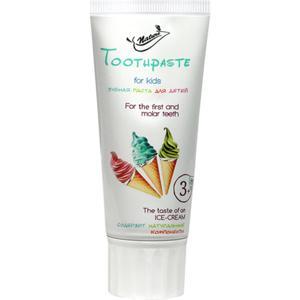 Nature
Toothpaste
for kids
зубная паста для детей
For the first and
molar teeth
3+
The taste of an
ICE-CREAM
содержит натуральные
компоненты